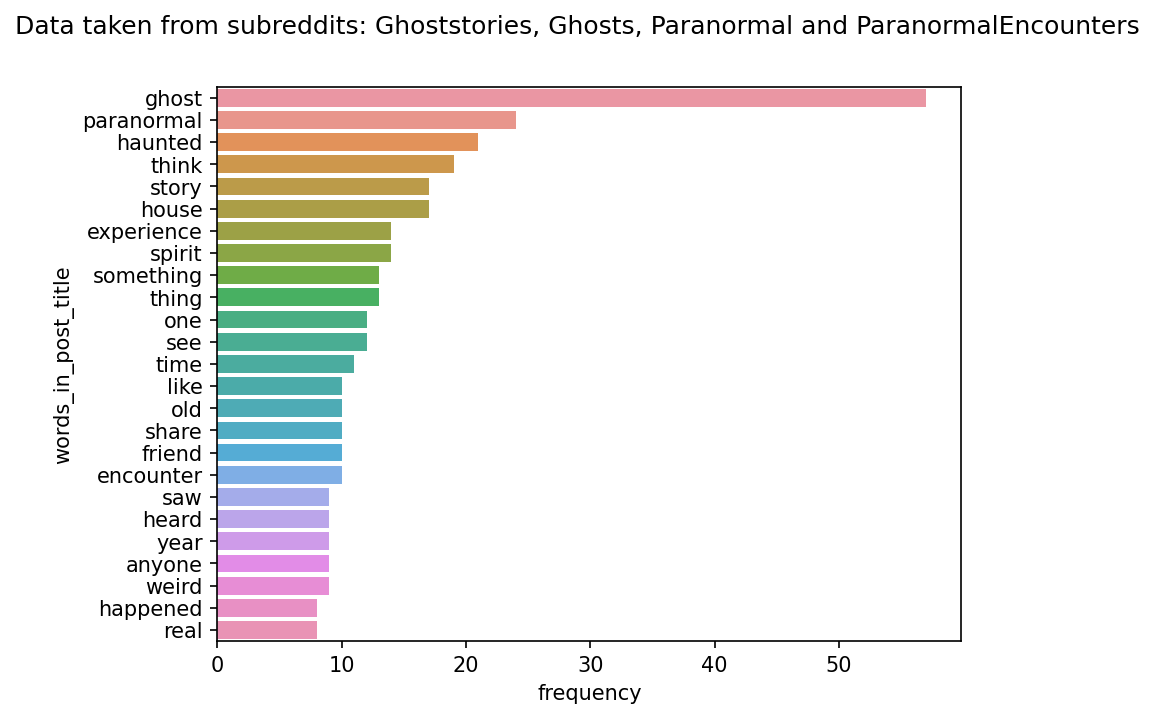 Data taken from subreddits: Ghoststories, Ghosts, Paranormal and ParanormalEncounters
words_in_post_title
ghost
paranormal
haunted
think
story
house
experience
spirit
something
thing
one
see
time
like
old
share
friend
encounter
saw
heard
year
anyone
weird
happened
real
0 10 20 30 40 50
frequency